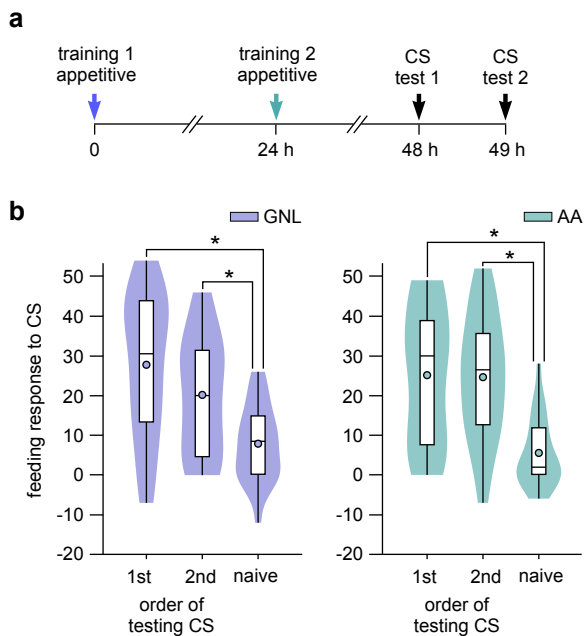 a
training 1
appetitive
training 2
appetitive
CS
test 1
CS
test 2
0
24 h
48 h
49 h
b
GNL
AA
*
*
*
*
feeding response to CS
50
40
30
20
10
0
-10
-20
50
40
30
20
10
0
-10
-20
1st
2nd
naive
1st
2nd
naive
order of
testing CS
order of
testing CS